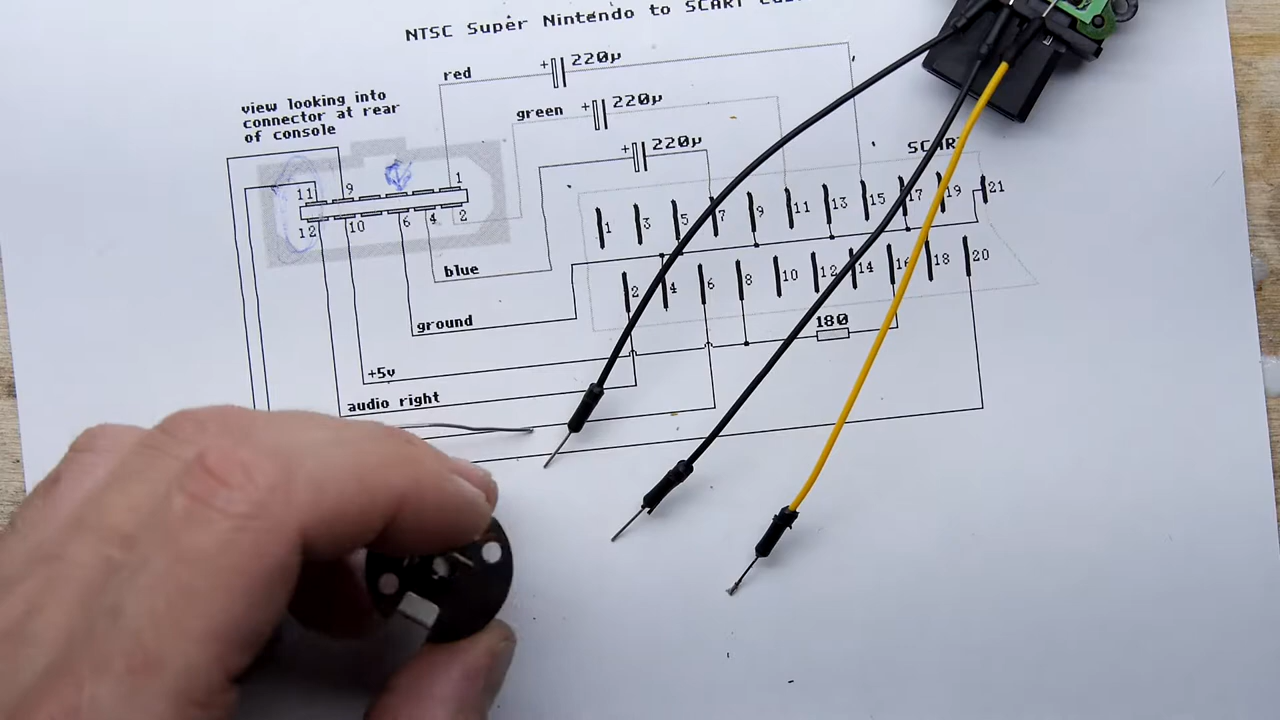 NTSC Super Nintendo to SCART
red
+
220µ
view looking into
connector at rear
of console
green
+
220µ
+
220µ
SCART
11
9
1
12
10
6
4
2
1
3
5
7
9
11
13
15
17
19
21
blue
2
4
6
8
10
12
14
16
18
20
ground
180
+5v
audio right